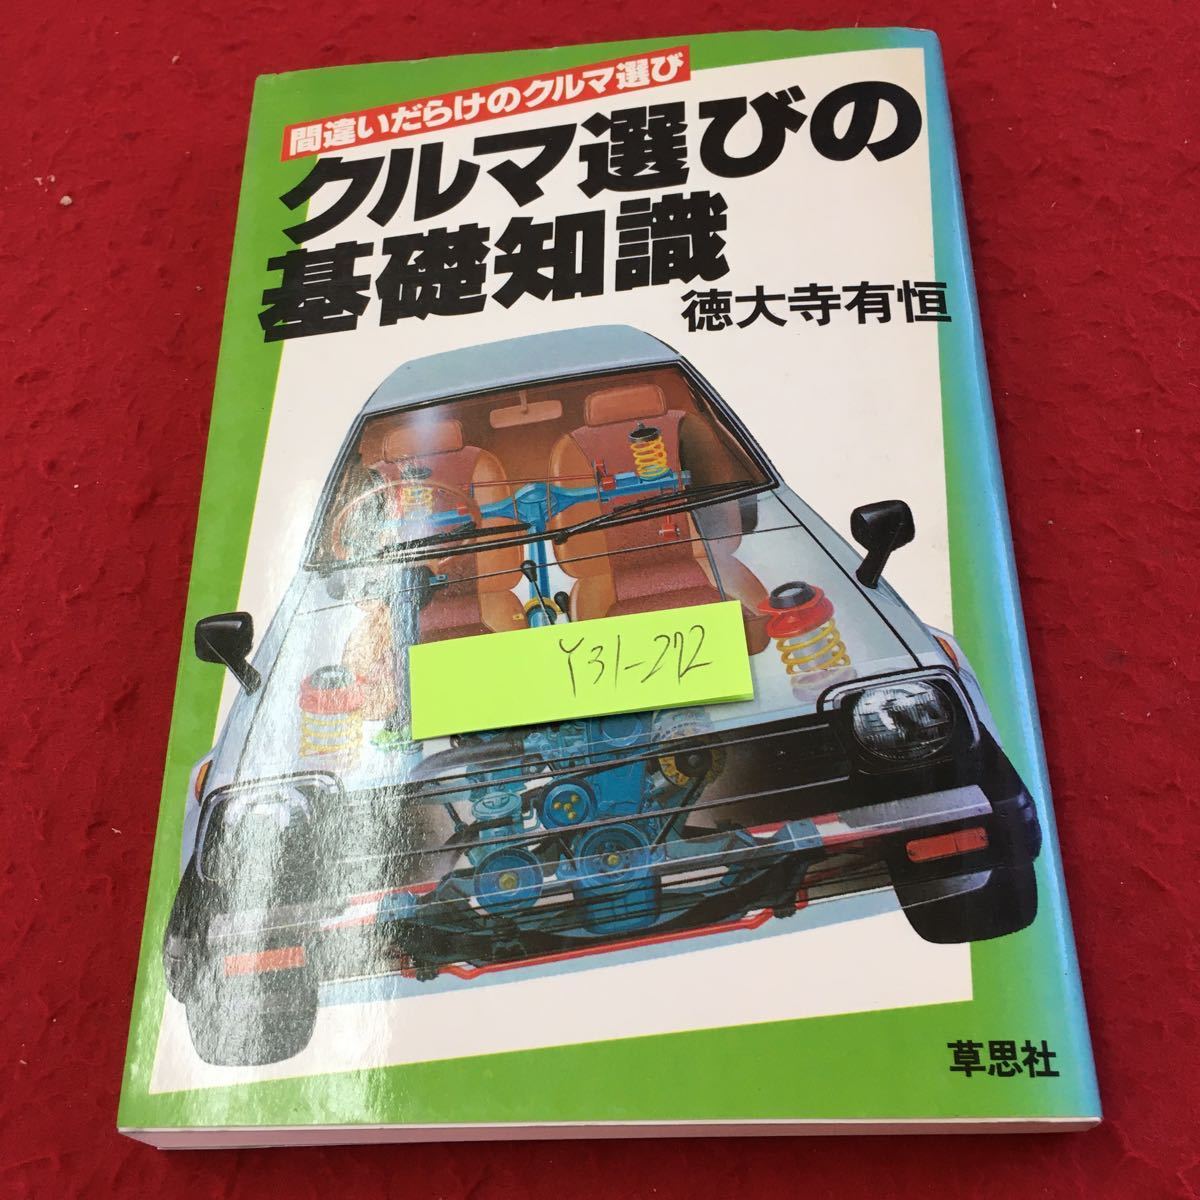 間違いだらけのクルマ選び
クルマ選びの
基礎知識
徳大寺有恒
Y31-272
草思社